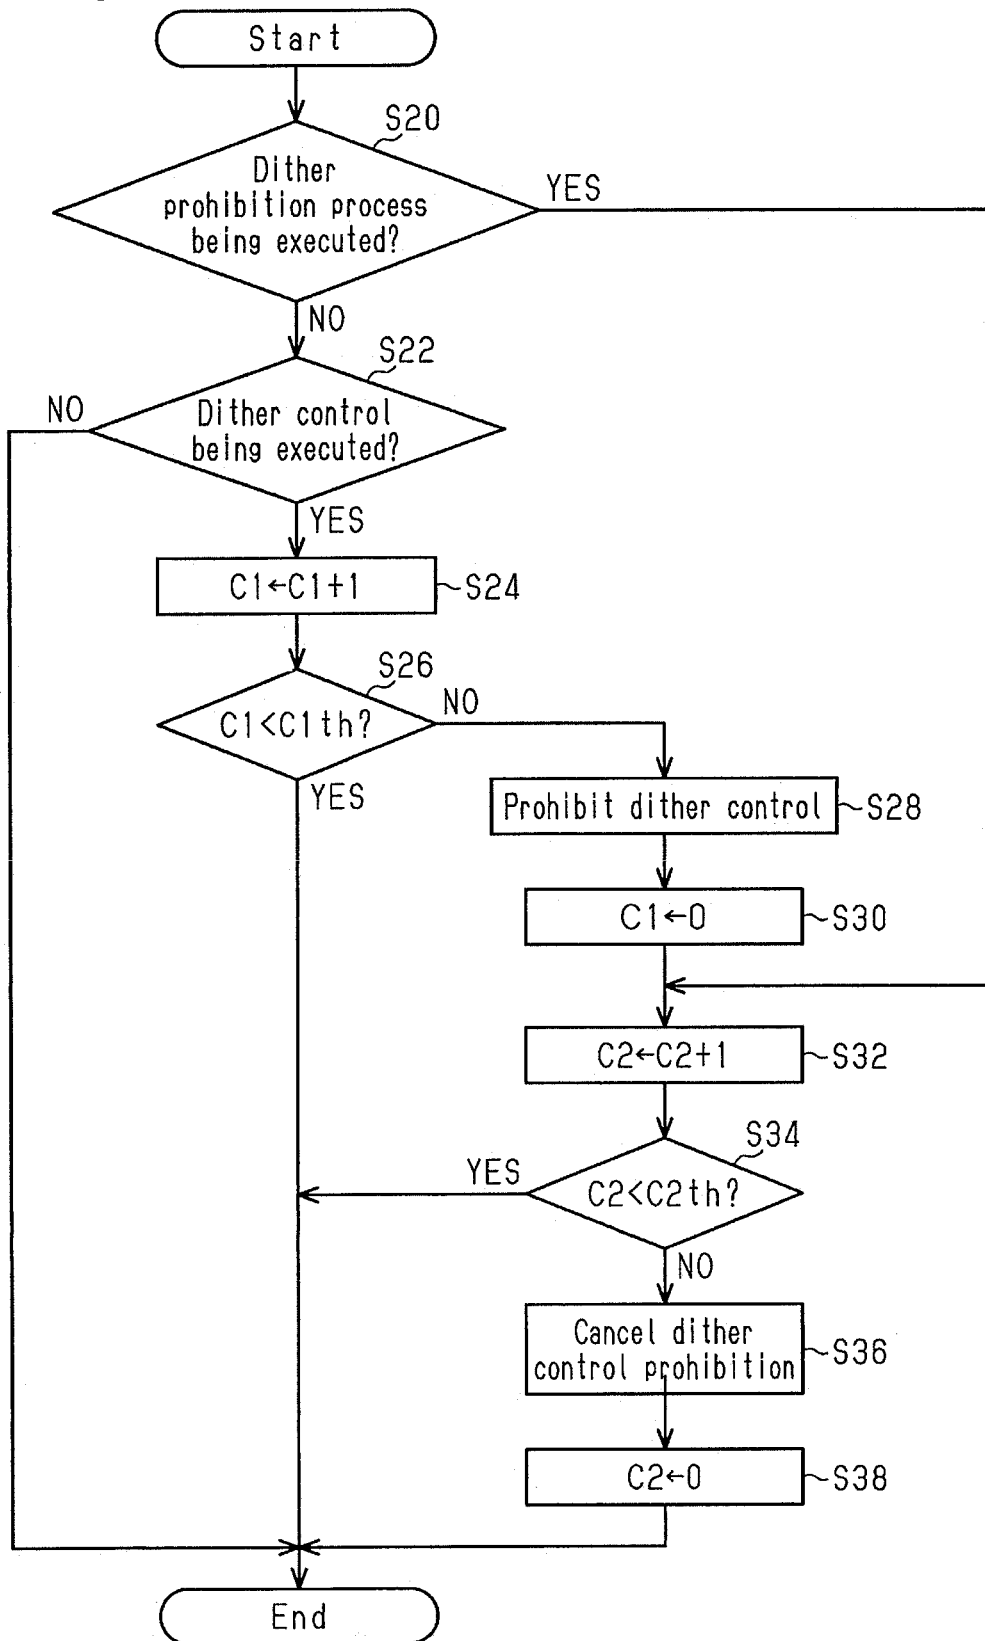 Start
S20
Dither
prohibition process
being executed?
YES
NO
S22
NO
Dither control
being executed?
YES
C1←C1+1
S24
S26
C1<C1th?
NO
YES
Prohibit dither control
S28
C1←0
S30
C2←C2+1
S32
S34
YES
C2<C2th?
NO
Cancel dither
control prohibition
S36
C2←0
S38
End